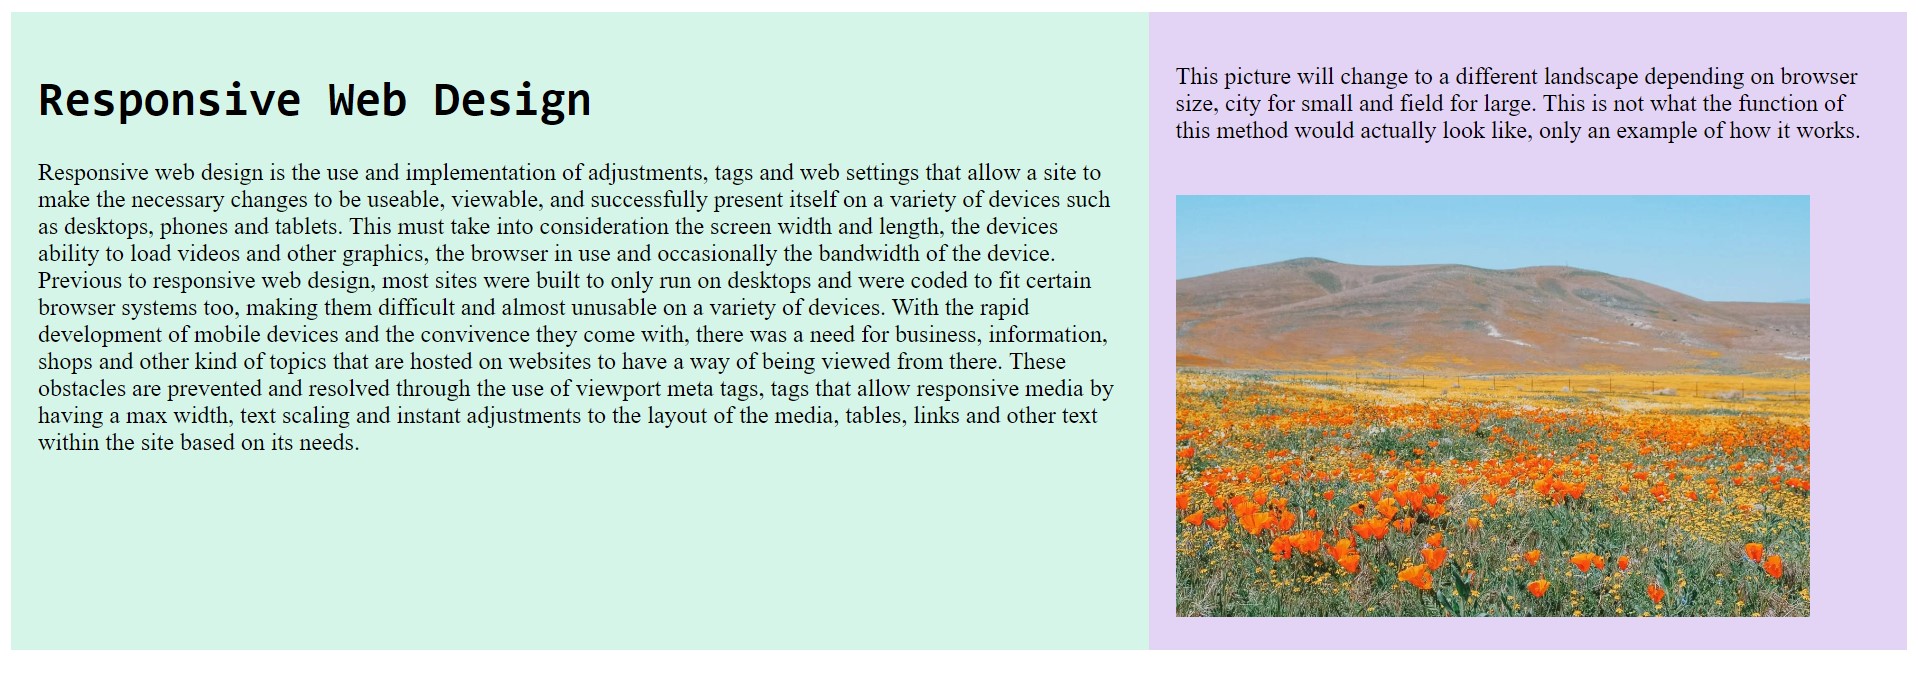 Responsive Web Design
Responsive web design is the use and implementation of adjustments, tags and web settings that allow a site to
make the necessary changes to be useable, viewable, and successfully present itself on a variety of devices such
as desktops, phones and tablets. This must take into consideration the screen width and length, the devices
ability to load videos and other graphics, the browser in use and occasionally the bandwidth of the device.
Previous to responsive web design, most sites were built to only run on desktops and were coded to fit certain
browser systems too, making them difficult and almost unusable on a variety of devices. With the rapid
development of mobile devices and the convivence they come with, there was a need for business, information,
shops and other kind of topics that are hosted on websites to have a way of being viewed from there. These
obstacles are prevented and resolved through the use of viewport meta tags, tags that allow responsive media by
having a max width, text scaling and instant adjustments to the layout of the media, tables, links and other text
within the site based on its needs.
This picture will change to a different landscape depending on browser
size, city for small and field for large. This is not what the function of
this method would actually look like, only an example of how it works.